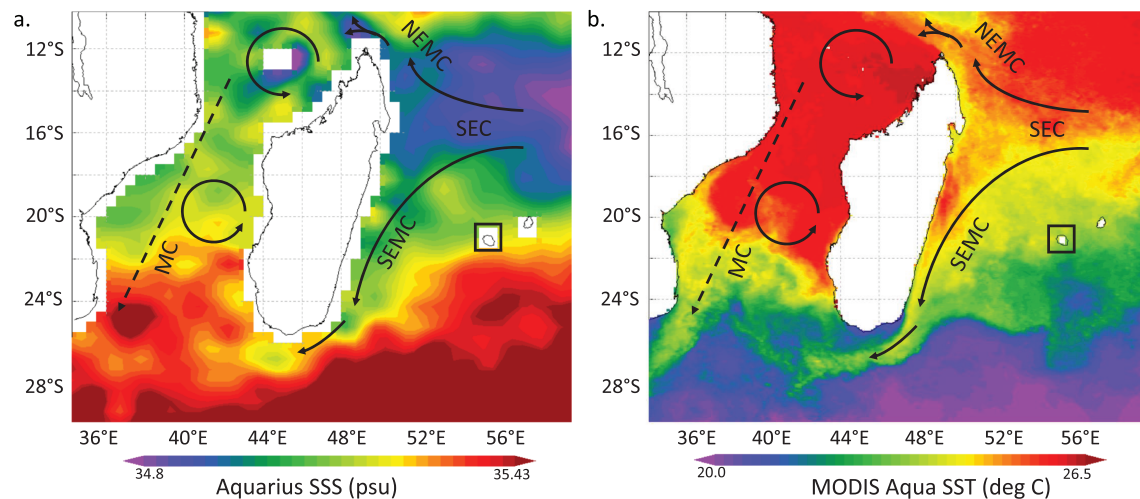 a.
12°S
16°S
20°S
24°S
28°S
NEMC
SEC
SEMC
MC
36°E 40°E 44°E 48°E 52°E 56°E
34.8 35.43
Aquarius SSS (psu)
b.
12°S
16°S
20°S
24°S
28°S
NEMC
SEC
SEMC
MC
36°E 40°E 44°E 48°E 52°E 56°E
20.0 26.5
MODIS Aqua SST (deg C)